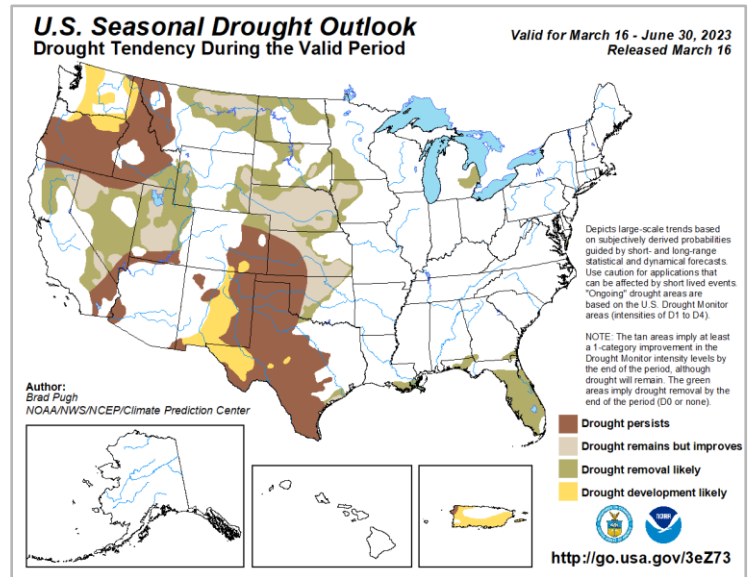 U.S. Seasonal Drought Outlook
Drought Tendency During the Valid Period
Valid for March 16 - June 30, 2023
Released March 16
Depicts large-scale trends based
on subjectively derived probabilities
guided by short- and long-range
statistical and dynamical forecasts.
Use caution for applications that
can be affected by short lived events.
"Ongoing" drought areas are
based on the U.S. Drought Monitor
areas (intensities of D1 to D4).
NOTE: The tan areas imply at least
a 1-category improvement in the
Drought Monitor intensity levels by
the end of the period, although
drought will remain. The green
areas imply drought removal by the
end of the period (D0 or none).
Author:
Brad Pugh
NOAA/NWS/NCEP/Climate Prediction Center
Drought persists
Drought remains but improves
Drought removal likely
Drought development likely
http://go.usa.gov/3eZ73